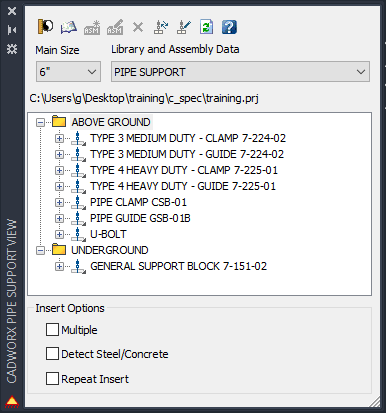 ASM
ASM
Main Size
Library and Assembly Data
6"
PIPE SUPPORT
C:\Users\g\Desktop\training\c_spec\training.prj
ABOVE GROUND
TYPE 3 MEDIUM DUTY - CLAMP 7-224-02
TYPE 3 MEDIUM DUTY - GUIDE 7-224-02
TYPE 4 HEAVY DUTY - CLAMP 7-225-01
TYPE 4 HEAVY DUTY - GUIDE 7-225-01
PIPE CLAMP CSB-01
PIPE GUIDE GSB-01B
U-BOLT
UNDERGROUND
GENERAL SUPPORT BLOCK 7-151-02
Insert Options
Multiple
Detect Steel/Concrete
Repeat Insert
CADWORX PIPE SUPPORT VIEW